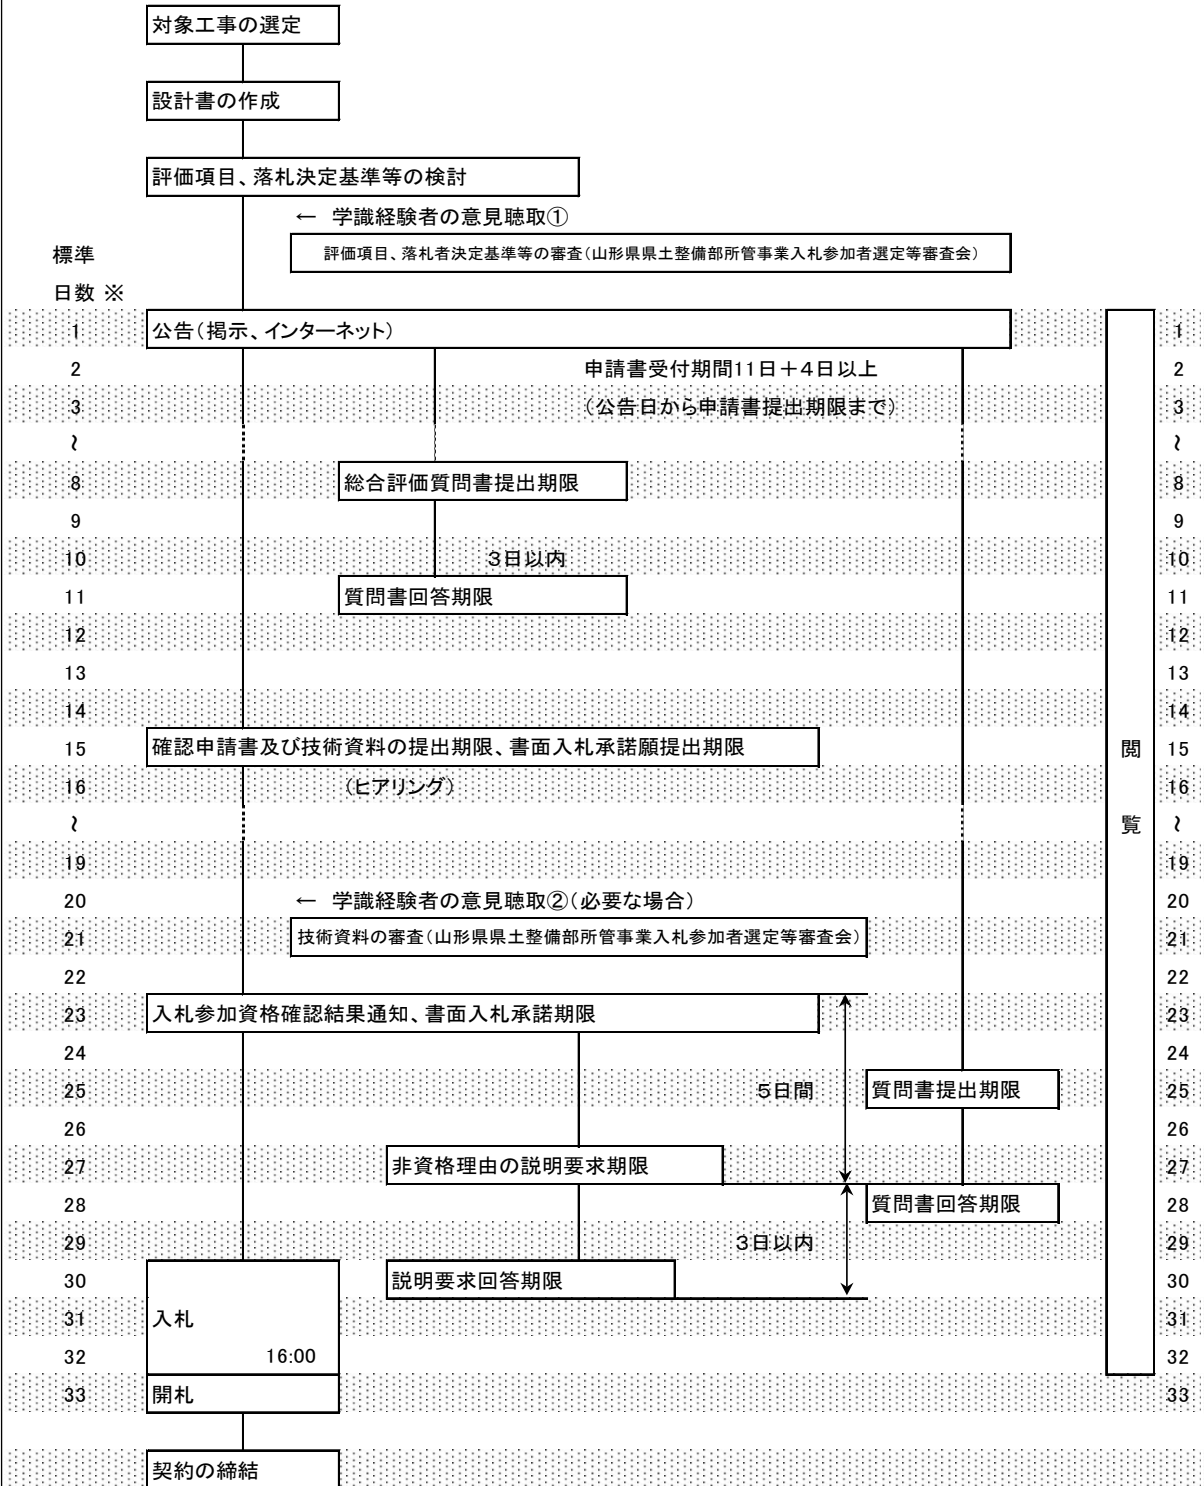 対象工事の選定
設計書の作成
評価項目、落札決定基準等の検討
← 学識経験者の意見聴取①
標準
評価項目、落札者決定基準等の審査(山形県県土整備部所管事業入札参加者選定等審査会)
日数 ※
1 公告(掲示、インターネット) 1
2 申請書受付期間11日+4日以上 2
3 (公告日から申請書提出期限まで) 3
~ ~
8 総合評価質問書提出期限 8
9 9
10 3日以内 10
11 質問書回答期限 11
12 12
13 13
14 14
15 確認申請書及び技術資料の提出期限、書面入札承諾願提出期限 閲 15
16 (ヒアリング) 16
~ 覧 ~
19 19
20 ← 学識経験者の意見聴取②(必要な場合) 20
21 技術資料の審査(山形県県土整備部所管事業入札参加者選定等審査会) 21
22 22
23 入札参加資格確認結果通知、書面入札承諾期限 23
24 24
25 5日間 質問書提出期限 25
26 26
27 非資格理由の説明要求期限 27
28 質問書回答期限 28
29 3日以内 29
30 説明要求回答期限 30
31 入札 31
32 16:00 32
33 開札 33
契約の締結